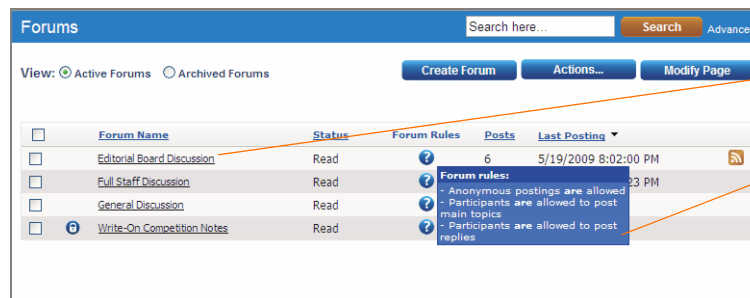 Forums
Search here...
Search
Advance
View: Active Forums Archived Forums
Create Forum
Actions...
Modify Page
Forum Name Status Forum Rules Posts Last Posting
Editorial Board Discussion Read ? 6 5/19/2009 8:02:00 PM
Full Staff Discussion Read ? 23 PM
General Discussion Read ?
Write-On Competition Notes Read ?
Forum rules:
- Anonymous postings are allowed
- Participants are allowed to post
main topics
- Participants are allowed to post
replies